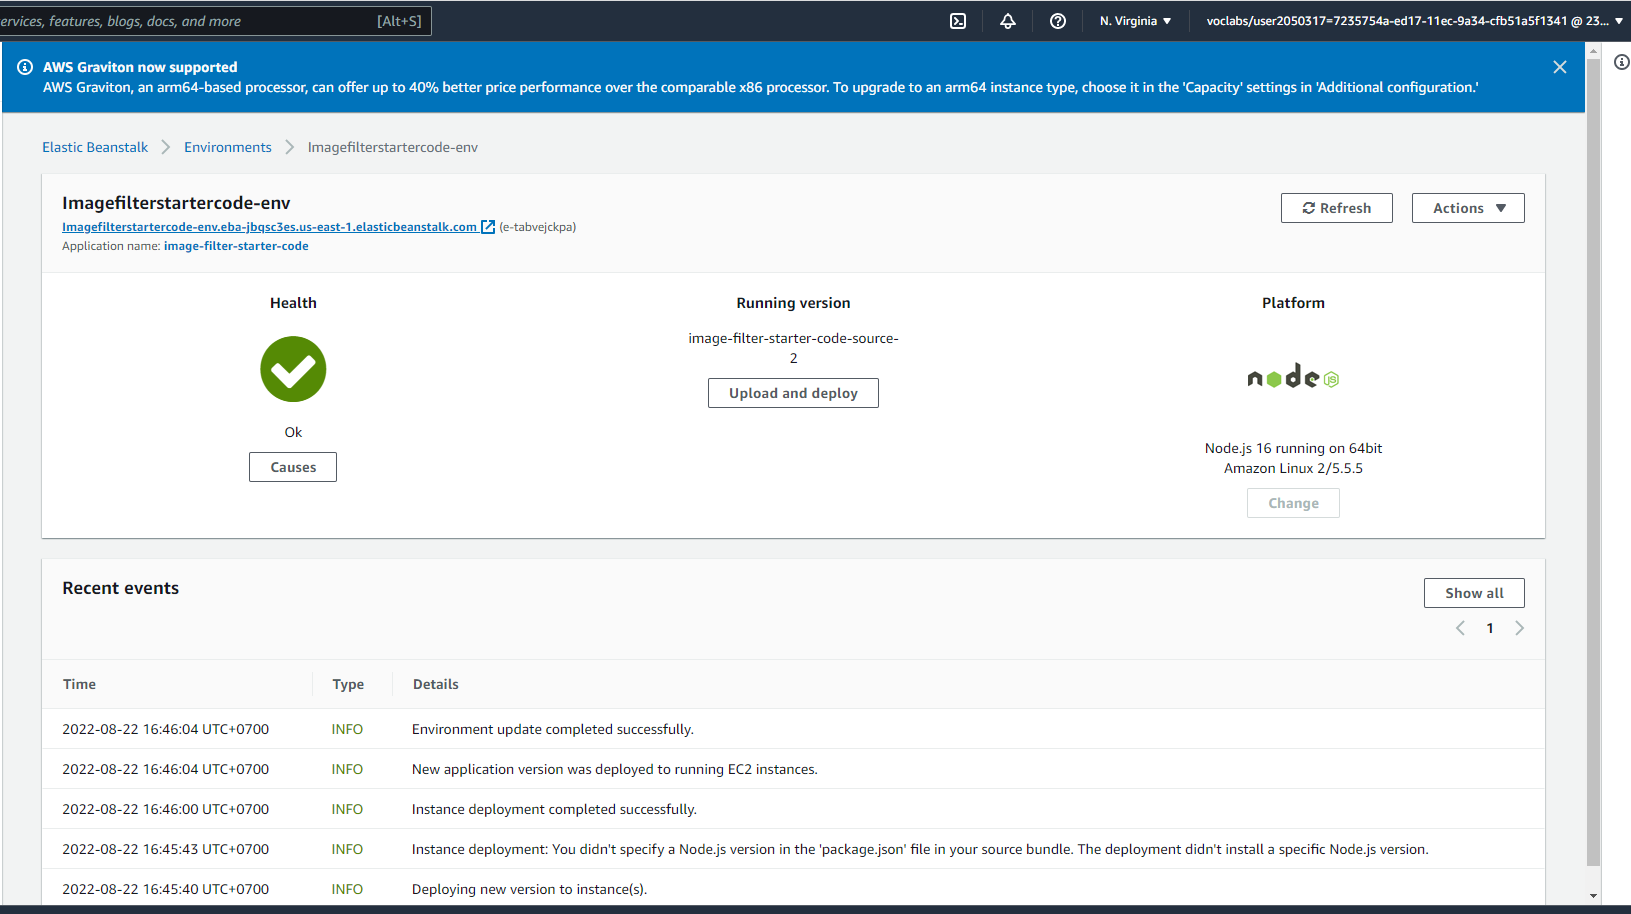 ervices, features, blogs, docs, and more [Alt+S] N. Virginia voclabs/user2050317=7235754a-ed17-11ec-9a34-cfb51a5f1341 @ 23...
AWS Graviton now supported
AWS Graviton, an arm64-based processor, can offer up to 40% better price performance over the comparable x86 processor. To upgrade to an arm64 instance type, choose it in the 'Capacity' settings in 'Additional configuration.'
Elastic Beanstalk Environments Imagefilterstartercode-env
Imagefilterstartercode-env
Refresh Actions
Imagefilterstartercode-env.eba-jbqsc3es.us-east-1.elasticbeanstalk.com (e-tabvejckpa)
Application name: image-filter-starter-code
Health
Ok
Causes
Running version
image-filter-starter-code-source-
2
Upload and deploy
Platform
node JS
Node.js 16 running on 64bit
Amazon Linux 2/5.5.5
Change
Recent events
Show all
1
Time Type Details
2022-08-22 16:46:04 UTC+0700 INFO Environment update completed successfully.
2022-08-22 16:46:04 UTC+0700 INFO New application version was deployed to running EC2 instances.
2022-08-22 16:46:00 UTC+0700 INFO Instance deployment completed successfully.
2022-08-22 16:45:43 UTC+0700 INFO Instance deployment: You didn't specify a Node.js version in the 'package.json' file in your source bundle. The deployment didn't install a specific Node.js version.
2022-08-22 16:45:40 UTC+0700 INFO Deploying new version to instance(s).